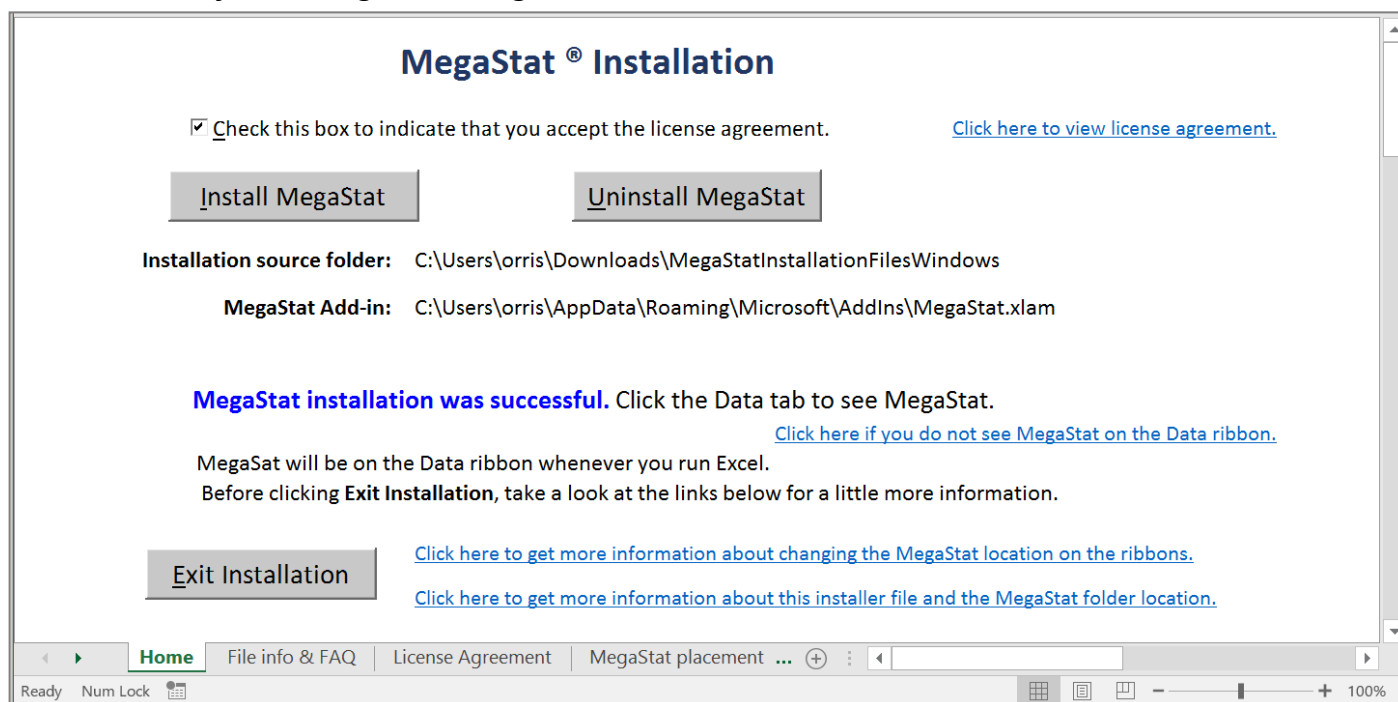 MegaStat ® Installation
Check this box to indicate that you accept the license agreement. Click here to view license agreement.
Install MegaStat Uninstall MegaStat
Installation source folder: C:\Users\orris\Downloads\MegaStatInstallationFilesWindows
MegaStat Add-in: C:\Users\orris\AppData\Roaming\Microsoft\AddIns\MegaStat.xlam
MegaStat installation was successful. Click the Data tab to see MegaStat.
Click here if you do not see MegaStat on the Data ribbon.
MegaSat will be on the Data ribbon whenever you run Excel.
Before clicking Exit Installation, take a look at the links below for a little more information.
Click here to get more information about changing the MegaStat location on the ribbons.
Exit Installation
Click here to get more information about this installer file and the MegaStat folder location.
Home File info & FAQ License Agreement MegaStat placement ...
Ready Num Lock 100%